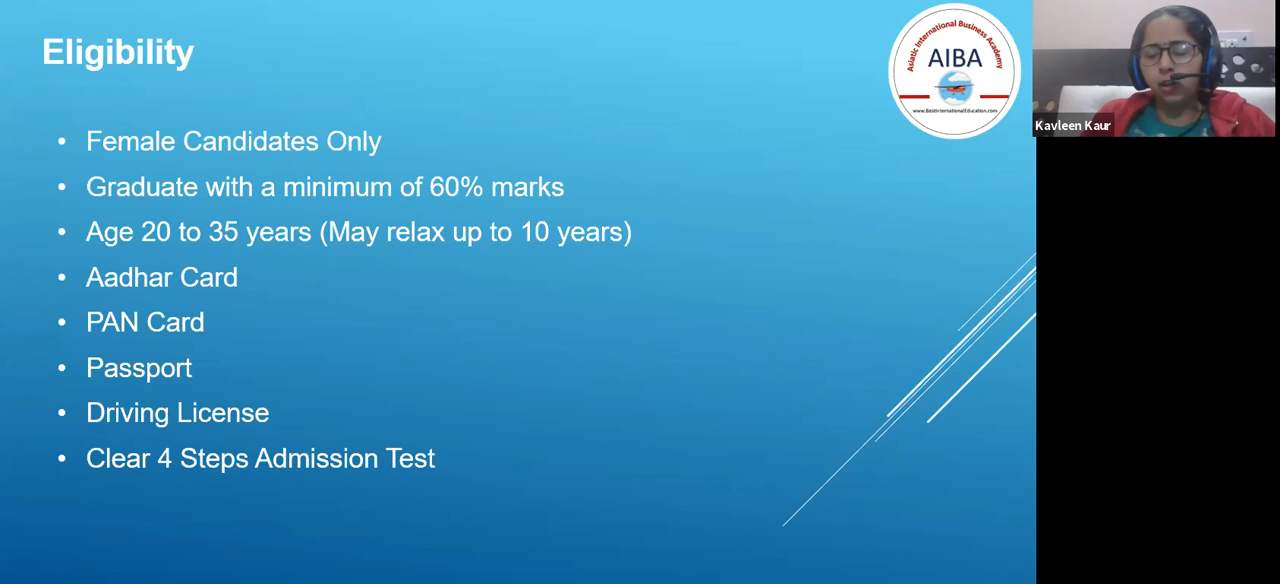 Eligibility
Asiatic International Business Academy
AIBA
www.BestInternationalEducation.com
Kavleen Kaur
• Female Candidates Only
• Graduate with a minimum of 60% marks
• Age 20 to 35 years (May relax up to 10 years)
• Aadhar Card
• PAN Card
• Passport
• Driving License
• Clear 4 Steps Admission Test